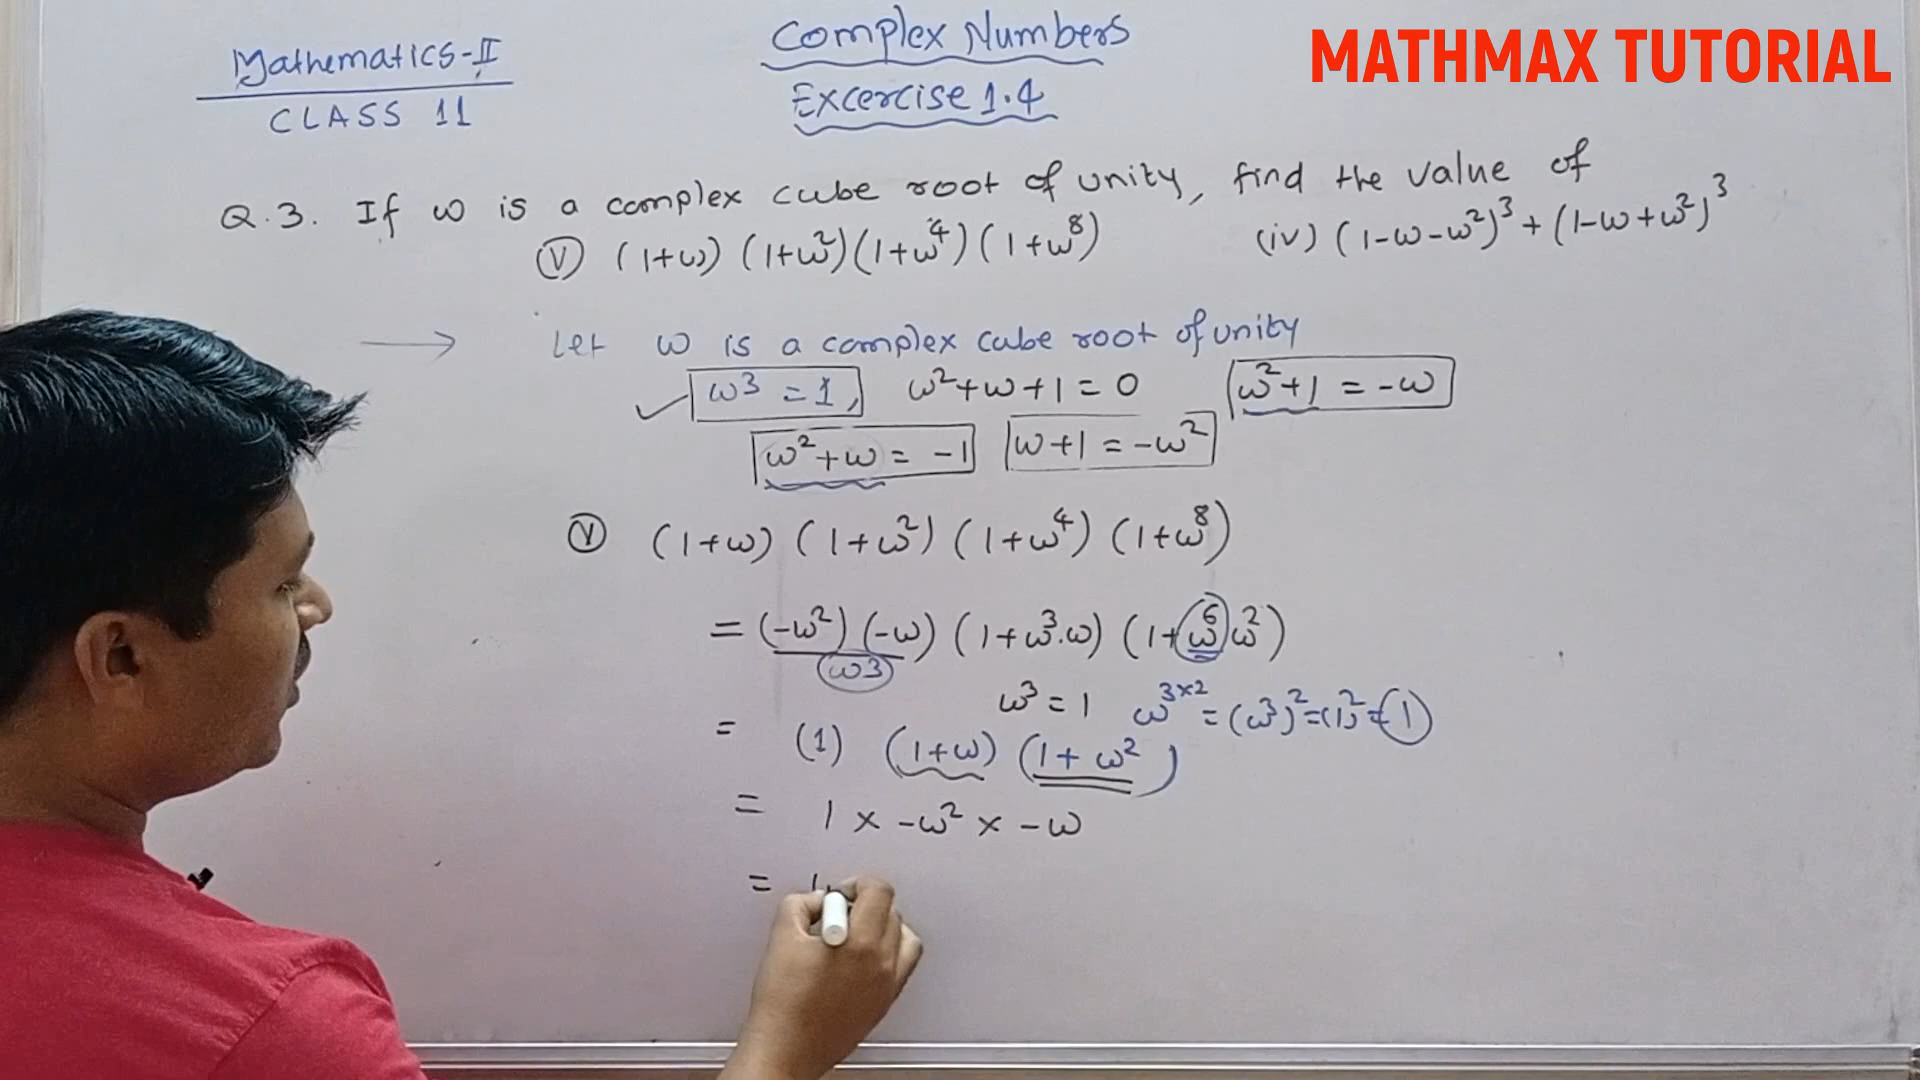 Mathematics-II
CLASS 11
Complex Numbers
Excercise 1.4
MATHMAX TUTORIAL
Q.3. If ω is a complex cube root of unity, find the value of
(v) (1+ω) (1+ω²)(1+ω⁴)(1+ω⁸) (iv) (1-ω-ω²)³+(1-ω+ω²)³
→ Let ω is a complex cube root of unity
✓ ω³ = 1, ω²+ω+1=0 ω²+1 = -ω
ω²+ω = -1 ω+1 = -ω²
(v) (1+ω) (1+ω²) (1+ω⁴) (1+ω⁸)
= (-ω²) (-ω) (1+ω³.ω) (1+ω⁶ω²)
ω3
ω³ = 1 ω³ˣ² = (ω³)² = (1)² = 1
= (1) (1+ω) (1+ω²)
= 1 × -ω² × -ω
=